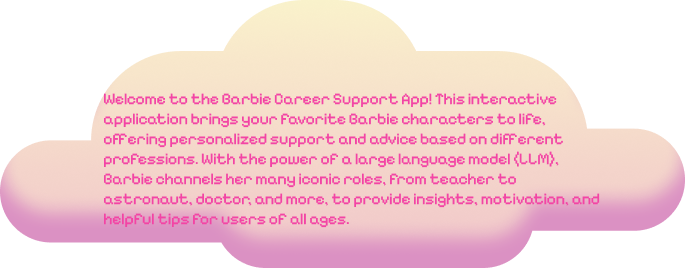 Welcome to the Barbie Career Support App! This interactive
application brings your favorite Barbie characters to life,
offering personalized support and advice based on different
professions. With the power of a large language model (LLM),
Barbie channels her many iconic roles, from teacher to
astronaut, doctor, and more, to provide insights, motivation, and
helpful tips for users of all ages.